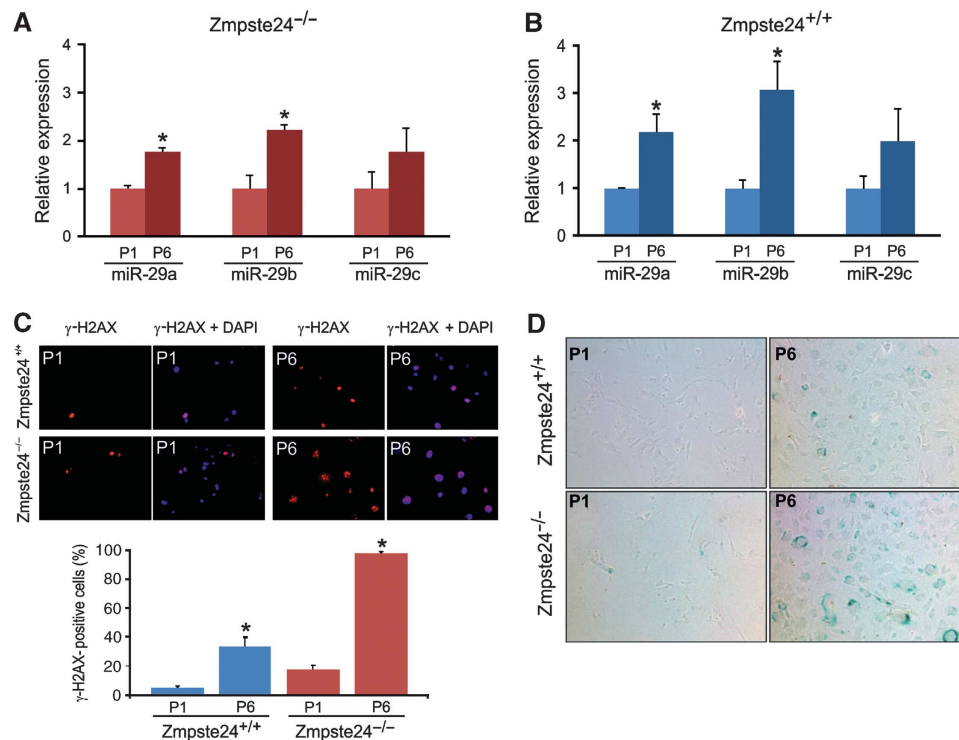 A
Zmpste24−/−
Relative expression
4
3
2
1
0
*
*
P1 P6 P1 P6 P1 P6
miR-29a miR-29b miR-29c
B
Zmpste24+/+
Relative expression
4
3
2
1
0
*
*
P1 P6 P1 P6 P1 P6
miR-29a miR-29b miR-29c
C
γ-H2AX γ-H2AX + DAPI γ-H2AX γ-H2AX + DAPI
Zmpste24+/+
P1 P1 P6 P6
Zmpste24−/−
P1 P1 P6 P6
γ-H2AX-positive cells (%)
100
80
60
40
20
0
*
*
P1 P6 P1 P6
Zmpste24+/+ Zmpste24−/−
D
Zmpste24+/+
P1 P6
Zmpste24−/−
P1 P6